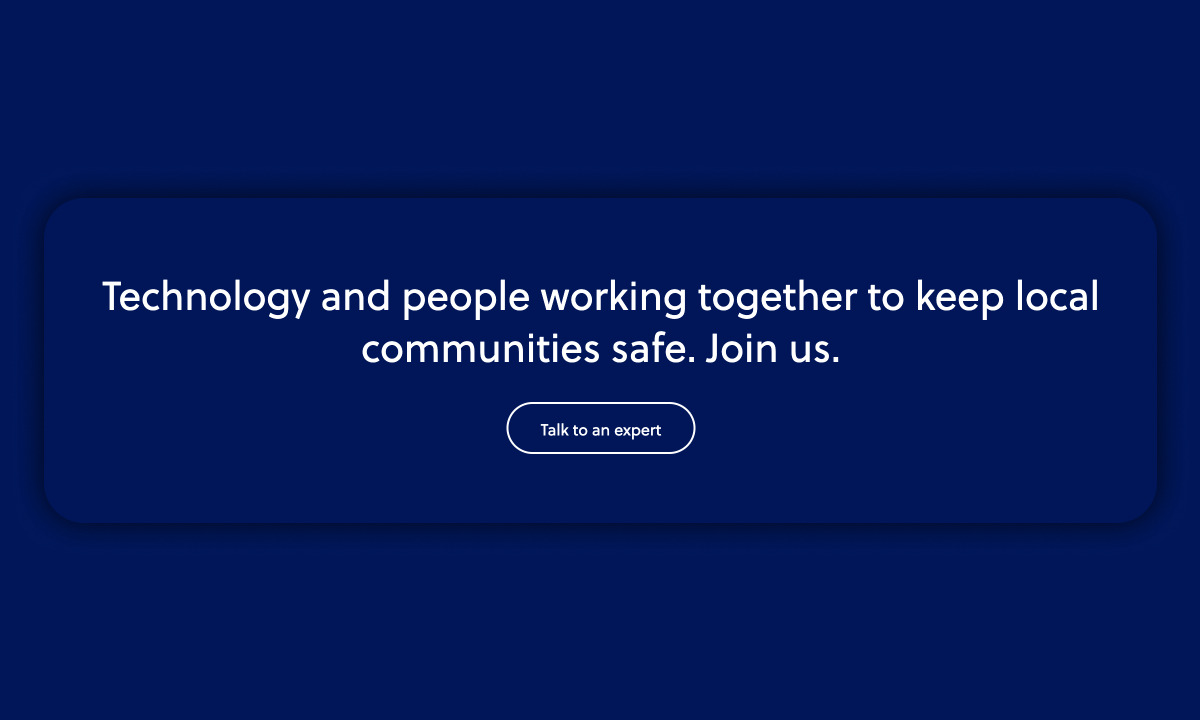 Technology and people working together to keep local
communities safe. Join us.
Talk to an expert